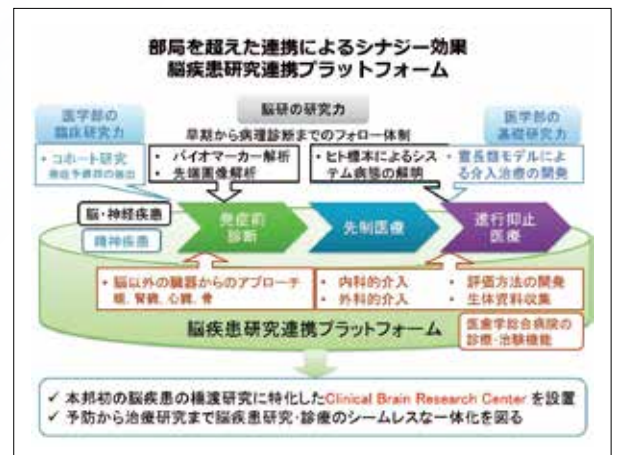 部局を超えた連携によるシナジー効果
脳疾患研究連携プラットフォーム
医学部の
臨床研究力
脳研の研究力
医学部の
基礎研究力
早期から病理診断までのフォロー体制
• コホート研究
• バイオマーカー解析
• 先端画像解析
• ヒト標本によるシス
テム病態の解明
• 霊長類モデルによ
る介入治療の開発
脳・神経疾患
精神疾患
発症前
診断
先制医療
進行抑止
医療
• 脳以外の臓器からのアプローチ
眼, 腎臓, 心臓, 骨
• 内科的介入
• 外科的介入
• 評価方法の開発
• 生体資料収集
脳疾患研究連携プラットフォーム
医歯学総合病院の
診療・治験機能
✓ 本邦初の脳疾患の橋渡研究に特化したClinical Brain Research Center を設置
✓ 予防から治療研究まで脳疾患研究・診療のシームレスな一体化を図る